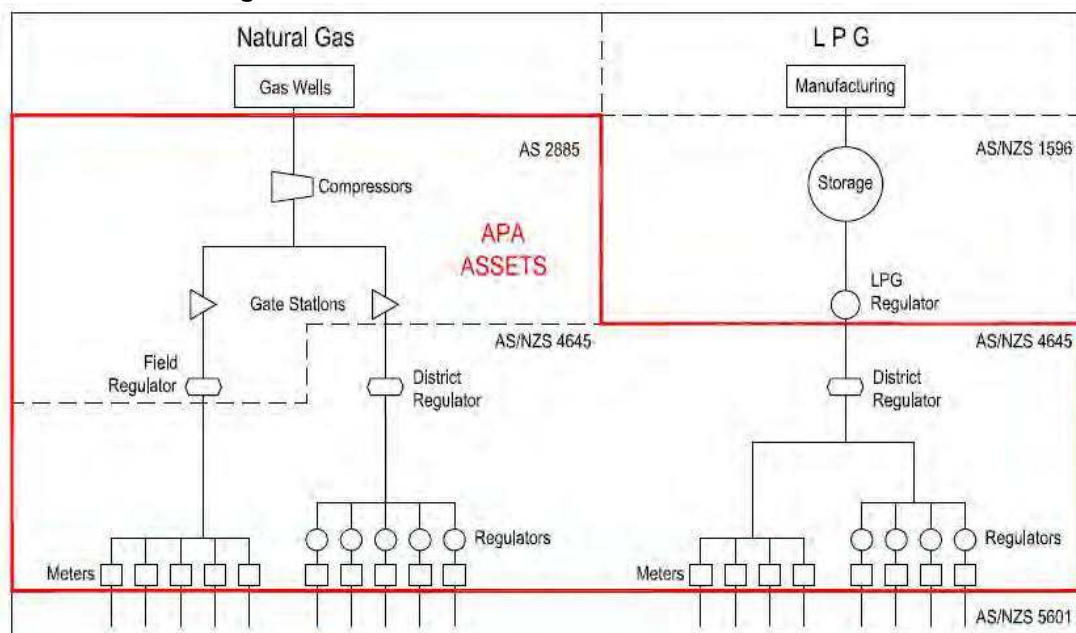 Natural Gas
L P G
Gas Wells
Manufacturing
AS 2885
AS/NZS 1596
Compressors
Storage
APA
ASSETS
LPG
Regulator
Gate Stations
AS/NZS 4645
AS/NZS 4645
Field
Regulator
District
Regulator
District
Regulator
Regulators
Regulators
Meters
Meters
AS/NZS 5601